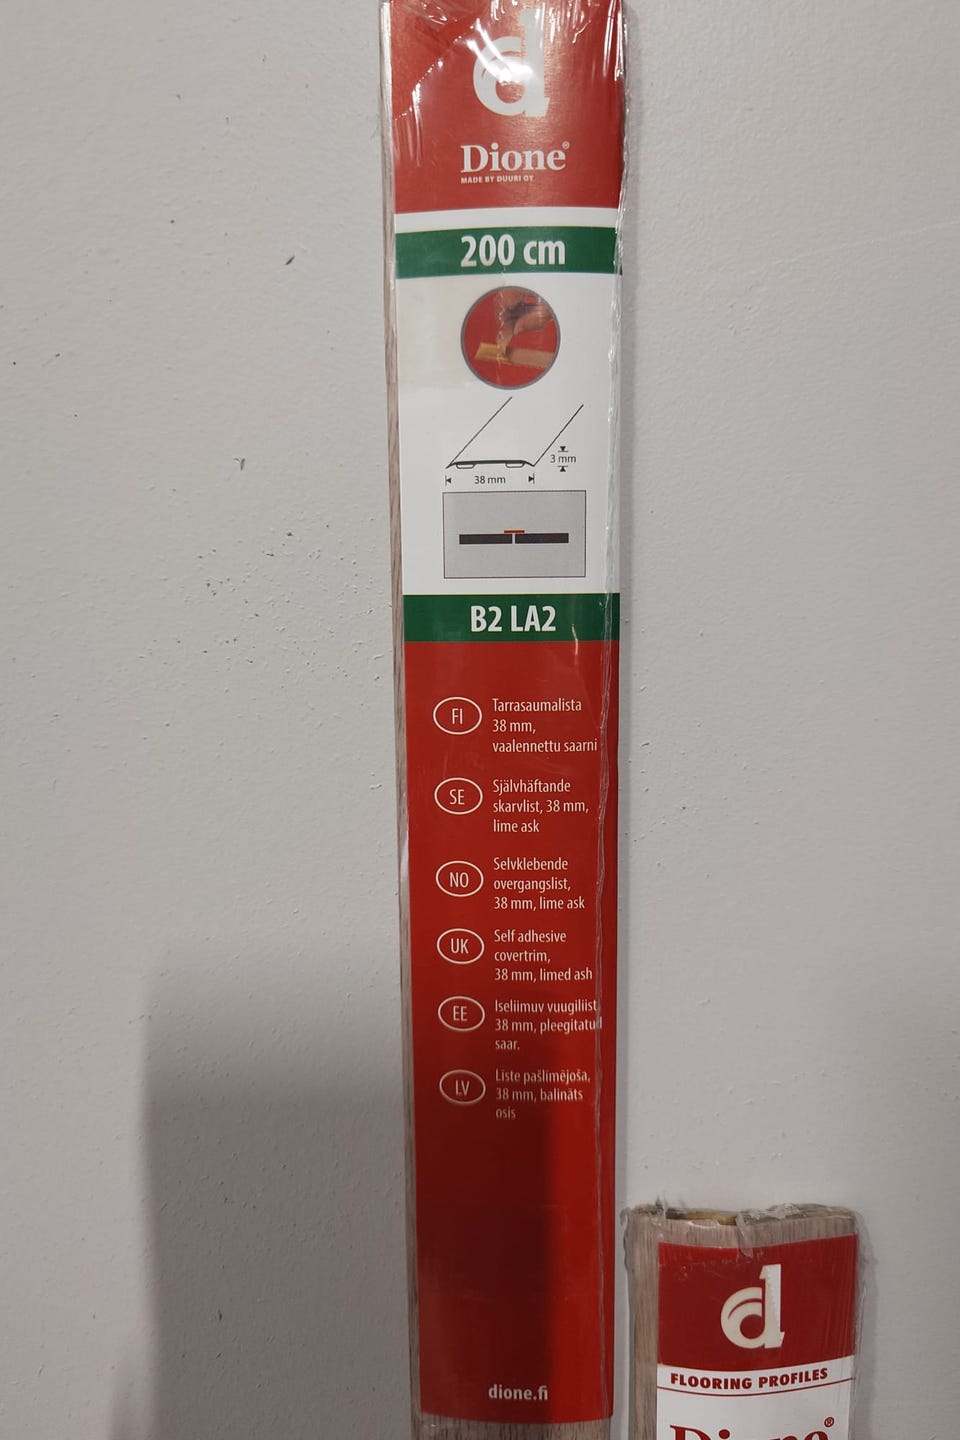 d
Dione®
MADE BY DUURI OY
200 cm
3 mm
38 mm
B2 LA2
FI
Tarrasaumalista
38 mm,
vaalennettu saarni
SE
Självhäftande
skarvlist, 38 mm,
lime ask
NO
Selvklebende
overgangslist,
38 mm, lime ask
UK
Self adhesive
covertrim,
38 mm, limed ash
EE
Iseliimuv vuugiliist
38 mm, pleegitatud
saar.
LV
Līste pašlīmējoša,
38 mm, balināts
osis
dione.fi
d
FLOORING PROFILES
Dione®